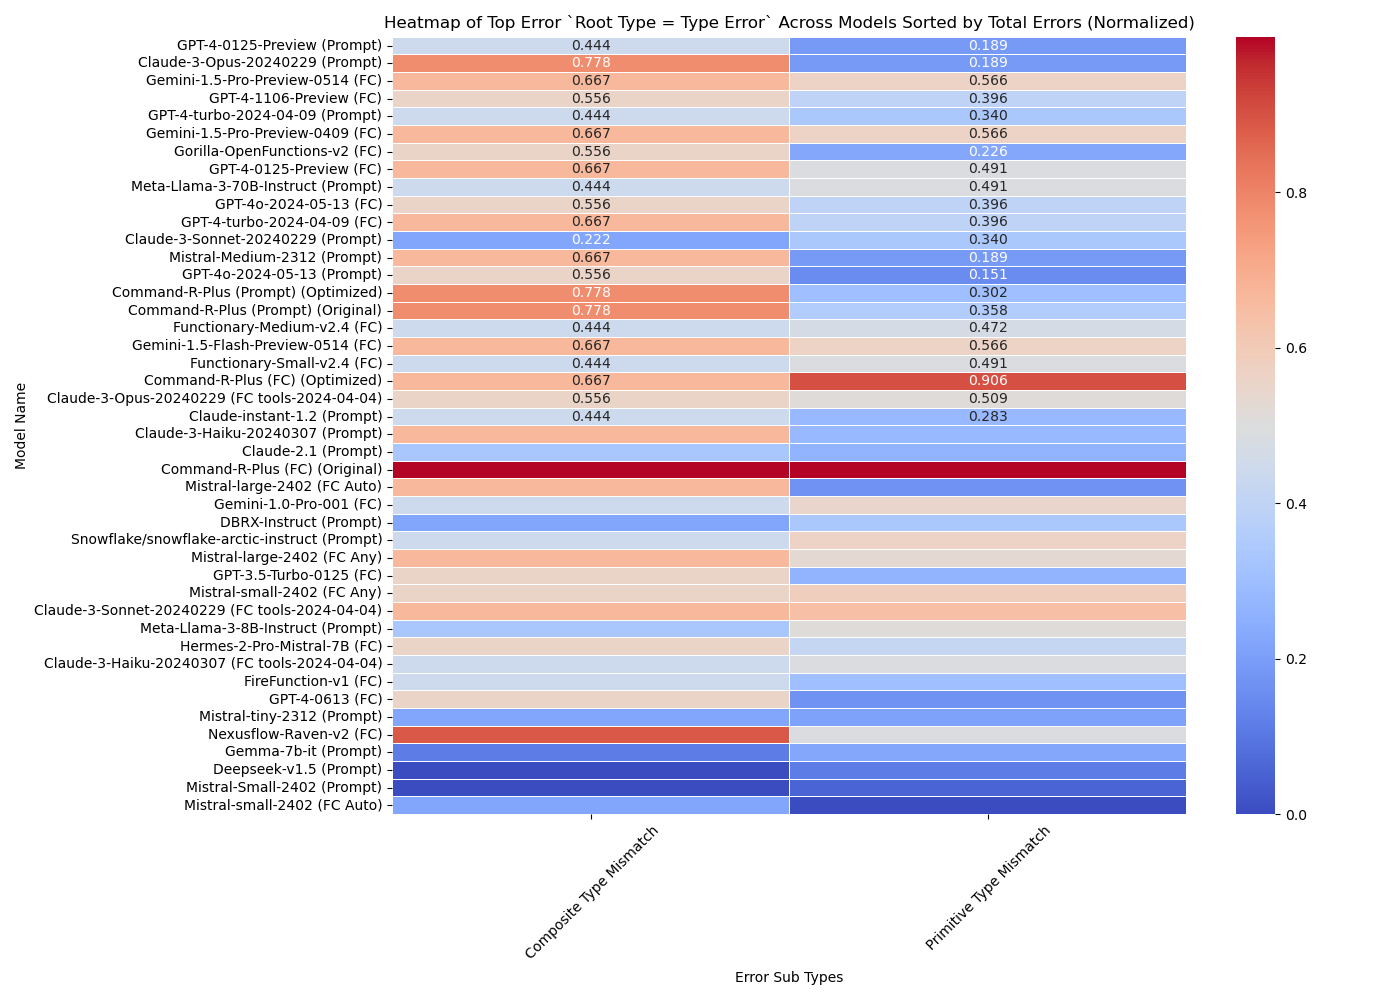 Heatmap of Top Error `Root Type = Type Error` Across Models Sorted by Total Errors (Normalized)
GPT-4-0125-Preview (Prompt) 0.444 0.189
Claude-3-Opus-20240229 (Prompt) 0.778 0.189
Gemini-1.5-Pro-Preview-0514 (FC) 0.667 0.566
GPT-4-1106-Preview (FC) 0.556 0.396
GPT-4-turbo-2024-04-09 (Prompt) 0.444 0.340
Gemini-1.5-Pro-Preview-0409 (FC) 0.667 0.566
Gorilla-OpenFunctions-v2 (FC) 0.556 0.226
GPT-4-0125-Preview (FC) 0.667 0.491
Meta-Llama-3-70B-Instruct (Prompt) 0.444 0.491
GPT-4o-2024-05-13 (FC) 0.556 0.396
GPT-4-turbo-2024-04-09 (FC) 0.667 0.396
Claude-3-Sonnet-20240229 (Prompt) 0.222 0.340
Mistral-Medium-2312 (Prompt) 0.667 0.189
GPT-4o-2024-05-13 (Prompt) 0.556 0.151
Command-R-Plus (Prompt) (Optimized) 0.778 0.302
Command-R-Plus (Prompt) (Original) 0.778 0.358
Functionary-Medium-v2.4 (FC) 0.444 0.472
Gemini-1.5-Flash-Preview-0514 (FC) 0.667 0.566
Functionary-Small-v2.4 (FC) 0.444 0.491
Command-R-Plus (FC) (Optimized) 0.667 0.906
Claude-3-Opus-20240229 (FC tools-2024-04-04) 0.556 0.509
Claude-instant-1.2 (Prompt) 0.444 0.283
Claude-3-Haiku-20240307 (Prompt)
Claude-2.1 (Prompt)
Command-R-Plus (FC) (Original)
Mistral-large-2402 (FC Auto)
Gemini-1.0-Pro-001 (FC)
DBRX-Instruct (Prompt)
Snowflake/snowflake-arctic-instruct (Prompt)
Mistral-large-2402 (FC Any)
GPT-3.5-Turbo-0125 (FC)
Mistral-small-2402 (FC Any)
Claude-3-Sonnet-20240229 (FC tools-2024-04-04)
Meta-Llama-3-8B-Instruct (Prompt)
Hermes-2-Pro-Mistral-7B (FC)
Claude-3-Haiku-20240307 (FC tools-2024-04-04)
FireFunction-v1 (FC)
GPT-4-0613 (FC)
Mistral-tiny-2312 (Prompt)
Nexusflow-Raven-v2 (FC)
Gemma-7b-it (Prompt)
Deepseek-v1.5 (Prompt)
Mistral-Small-2402 (Prompt)
Mistral-small-2402 (FC Auto)
Model Name
Composite Type Mismatch
Primitive Type Mismatch
Error Sub Types
0.8
0.6
0.4
0.2
0.0